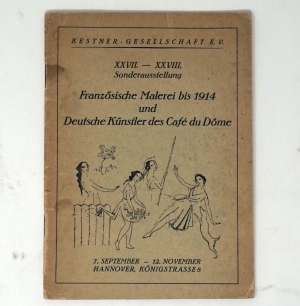 KESTNER-GESELLSCHAFT E.V.
XXVII. — XXVIII.
Sonderausstellung
Französische Malerei bis 1914
und
Deutsche Künstler des Café du Dôme
7. SEPTEMBER — 12. NOVEMBER
HANNOVER, KÖNIGSTRASSE 8